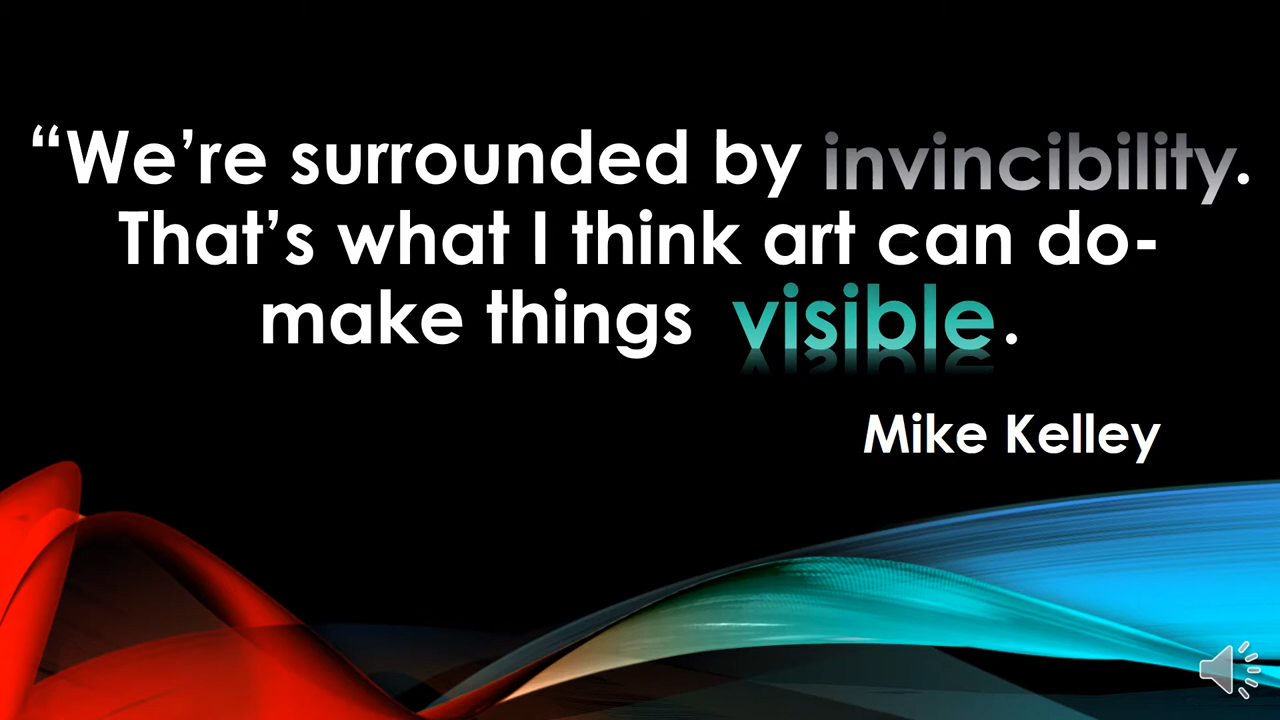 “We’re surrounded by invincibility.
That’s what I think art can do-
make things visible.
Mike Kelley